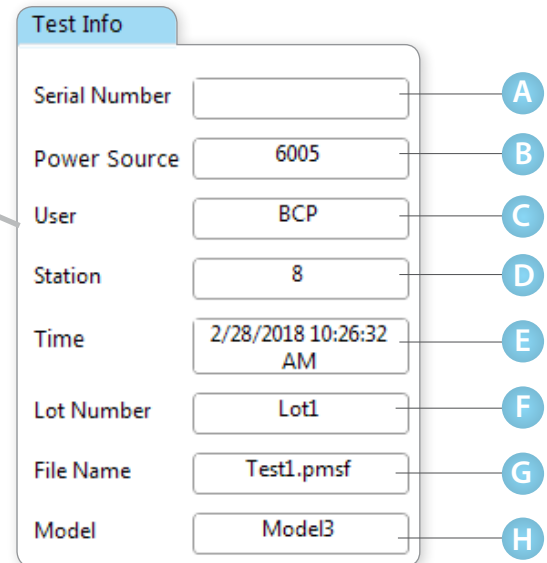 Test Info
Serial Number A
Power Source 6005 B
User BCP C
Station 8 D
Time 2/28/2018 10:26:32 AM E
Lot Number Lot1 F
File Name Test1.pmsf G
Model Model3 H